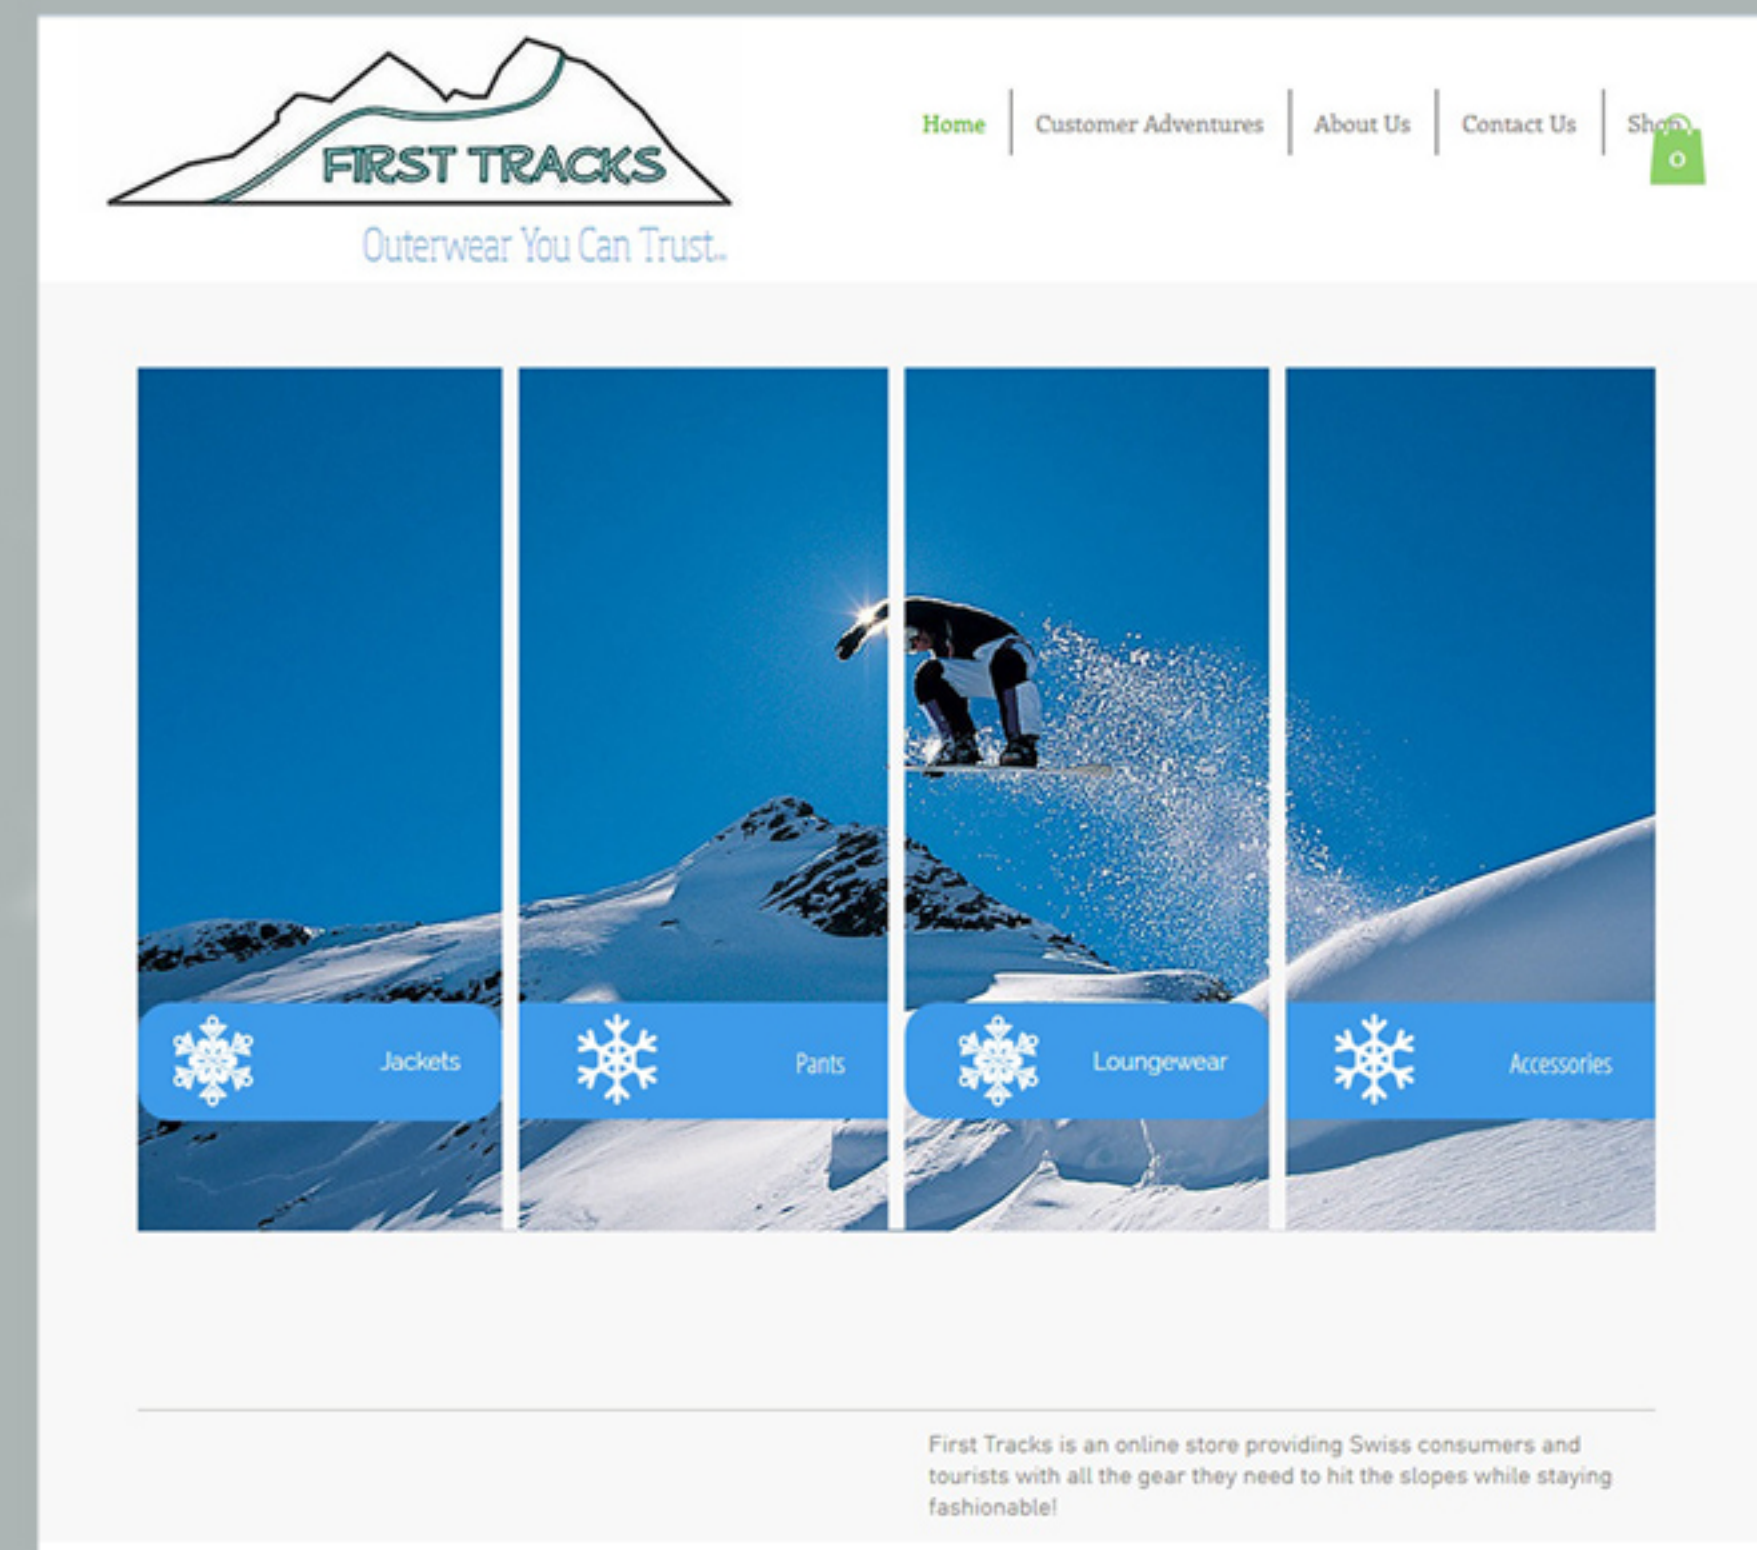 FIRST TRACKS
Outerwear You Can Trust...
Home
Customer Adventures
About Us
Contact Us
Shop
0
Jackets
Pants
Loungewear
Accessories
First Tracks is an online store providing Swiss consumers and
tourists with all the gear they need to hit the slopes while staying
fashionable!